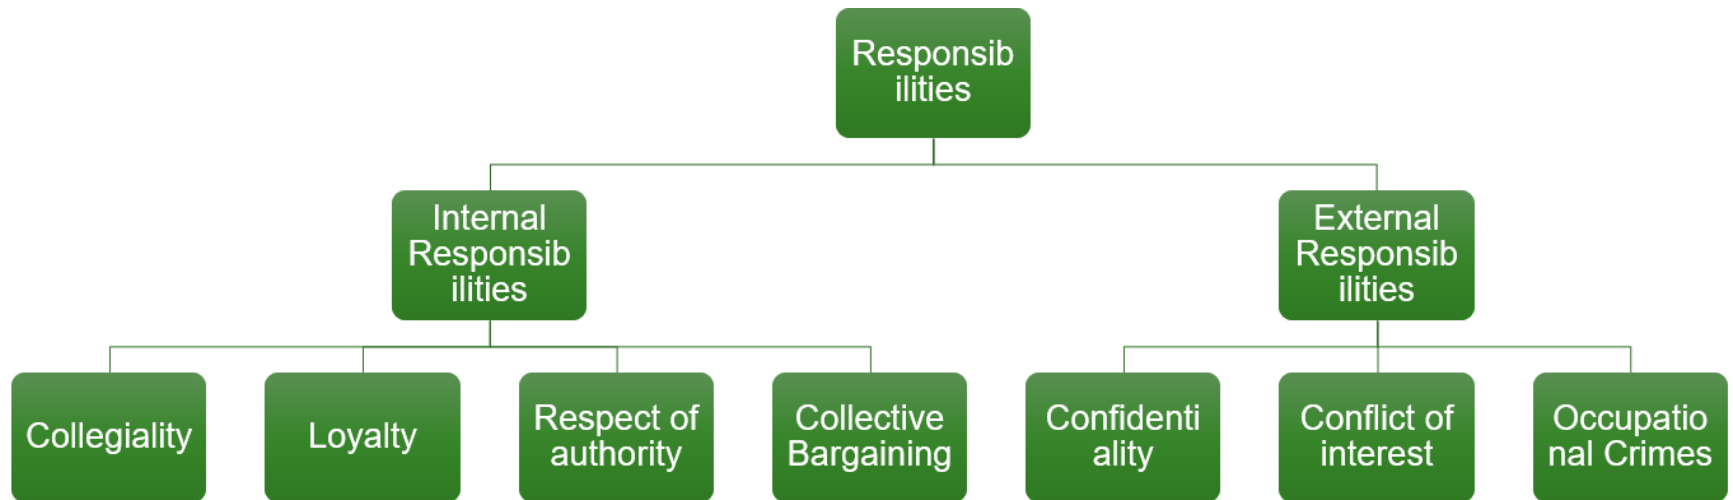 Responsib
ilities
Internal
Responsib
ilities
External
Responsib
ilities
Collegiality
Loyalty
Respect of
authority
Collective
Bargaining
Confidenti
ality
Conflict of
interest
Occupatio
nal Crimes